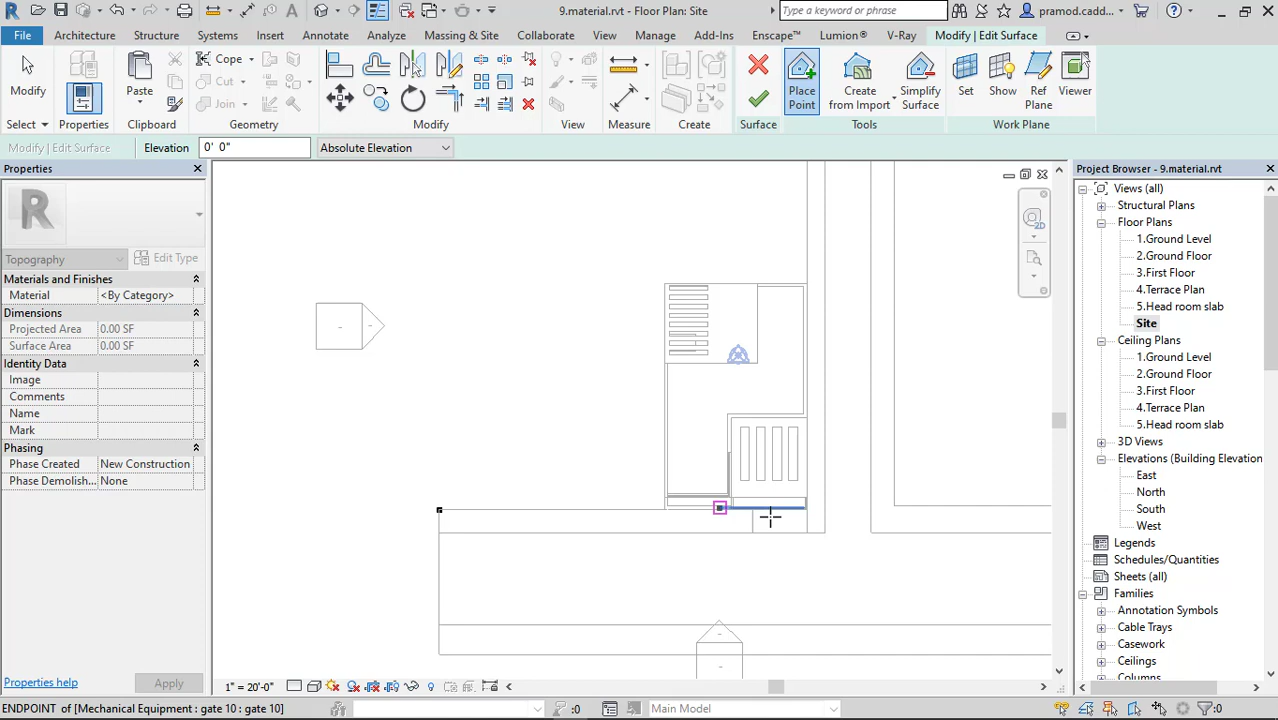 9.material.rvt - Floor Plan: Site
Type a keyword or phrase
pramod.cadd...
File
Architecture
Structure
Systems
Insert
Annotate
Analyze
Massing & Site
Collaborate
View
Manage
Add-Ins
Enscape™
Lumion®
V-Ray
Modify | Edit Surface
Modify
Select
Properties
Paste
Clipboard
Cope
Cut
Join
Geometry
Modify
View
Measure
Create
Surface
Place
Point
Create
from Import
Simplify
Surface
Tools
Set
Show
Ref
Plane
Viewer
Work Plane
Modify | Edit Surface
Elevation
0' 0"
Absolute Elevation
Properties
R
Topography
Edit Type
Materials and Finishes
Material
<By Category>
Dimensions
Projected Area
0.00 SF
Surface Area
0.00 SF
Identity Data
Image
Comments
Name
Mark
Phasing
Phase Created
New Construction
Phase Demolish...
None
Properties help
Apply
2D
Project Browser - 9.material.rvt
Views (all)
Structural Plans
Floor Plans
1.Ground Level
2.Ground Floor
3.First Floor
4.Terrace Plan
5.Head room slab
Site
Ceiling Plans
1.Ground Level
2.Ground Floor
3.First Floor
4.Terrace Plan
5.Head room slab
3D Views
Elevations (Building Elevation
East
North
South
West
Legends
Schedules/Quantities
Sheets (all)
Families
Annotation Symbols
Cable Trays
Casework
Ceilings
Columns
1" = 20'-0"
ENDPOINT of [Mechanical Equipment : gate 10 : gate 10]
:0
Main Model
:0